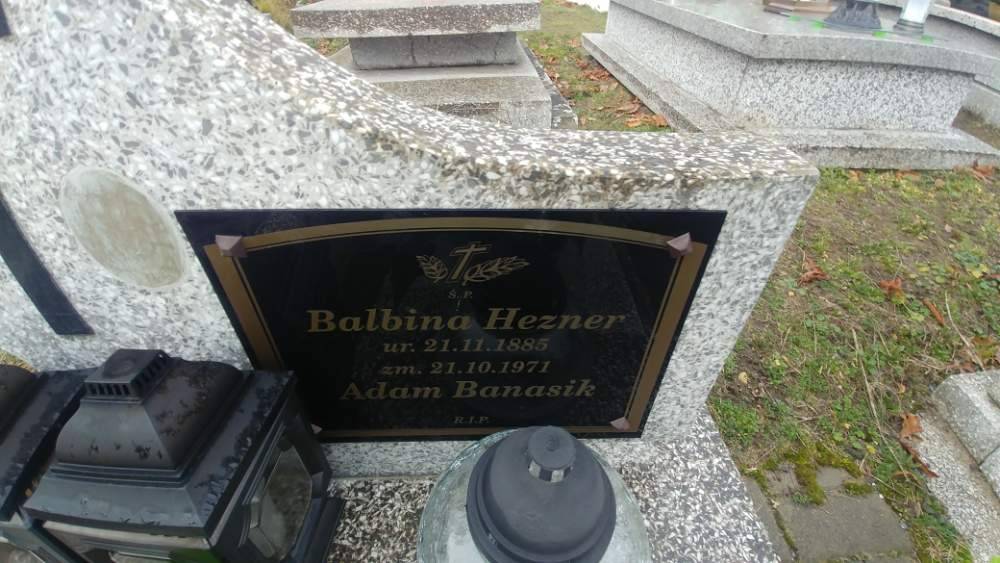 Ś.P.
Balbina Hezner
ur. 21.11.1885
zm. 21.10.1971
Adam Banasik
R.I.P.